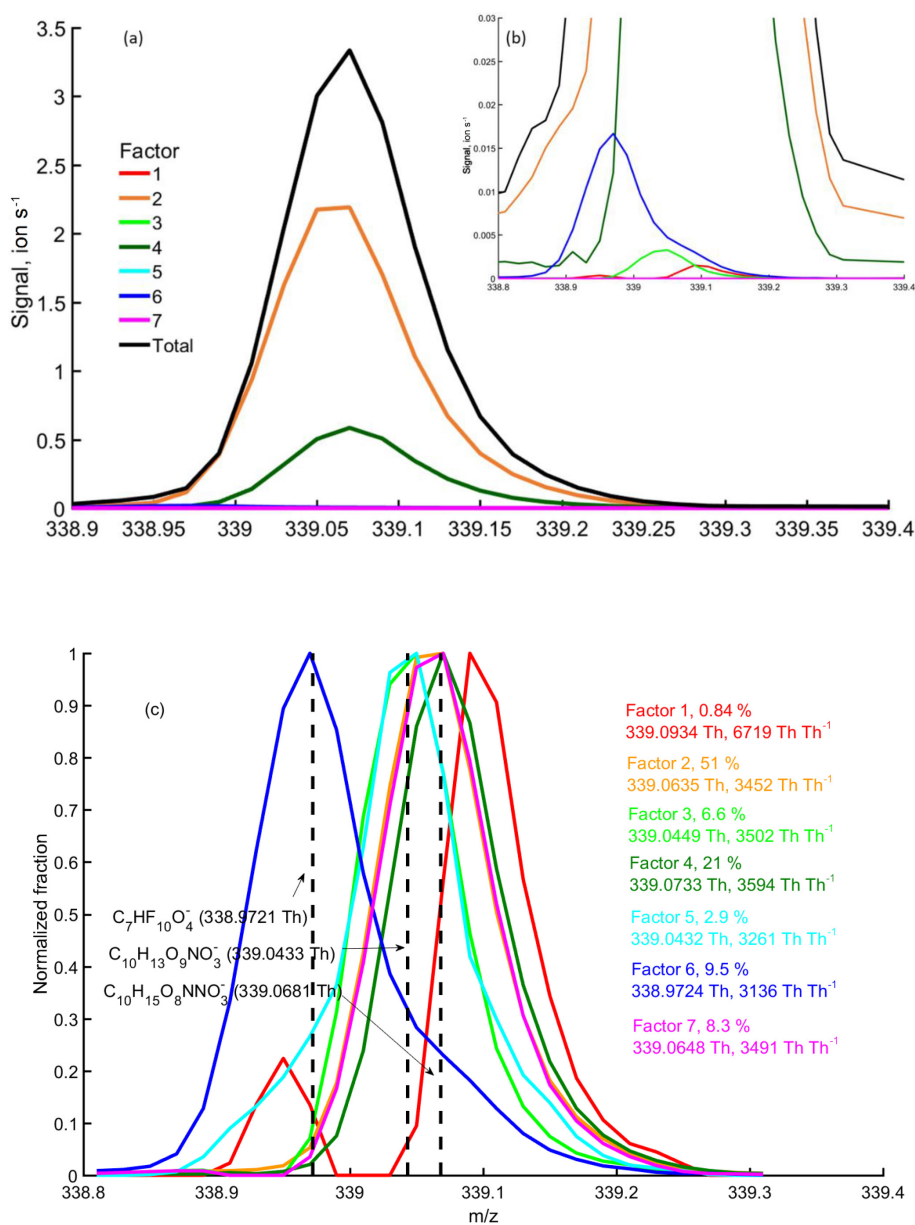 (a)
3.5
3
2.5
2
1.5
1
0.5
0
Signal, ion s⁻¹
Factor
1
2
3
4
5
6
7
Total
338.9 338.95 339 339.05 339.1 339.15 339.2 339.25 339.3 339.35 339.4
(b)
0.03
0.025
0.02
0.015
0.01
0.005
0
Signal, ion s⁻¹
338.8 338.9 339 339.1 339.2 339.3 339.4
(c)
1
0.9
0.8
0.7
0.6
0.5
0.4
0.3
0.2
0.1
0
Normalized fraction
C₇HF₁₀O₄⁻ (338.9721 Th)
C₁₀H₁₃O₉NO₃⁻ (339.0433 Th)
C₁₀H₁₅O₈NNO₃⁻ (339.0681 Th)
Factor 1, 0.84 %
339.0934 Th, 6719 Th Th⁻¹
Factor 2, 51 %
339.0635 Th, 3452 Th Th⁻¹
Factor 3, 6.6 %
339.0449 Th, 3502 Th Th⁻¹
Factor 4, 21 %
339.0733 Th, 3594 Th Th⁻¹
Factor 5, 2.9 %
339.0432 Th, 3261 Th Th⁻¹
Factor 6, 9.5 %
338.9724 Th, 3136 Th Th⁻¹
Factor 7, 8.3 %
339.0648 Th, 3491 Th Th⁻¹
338.8 338.9 339 339.1 339.2 339.3 339.4
m/z